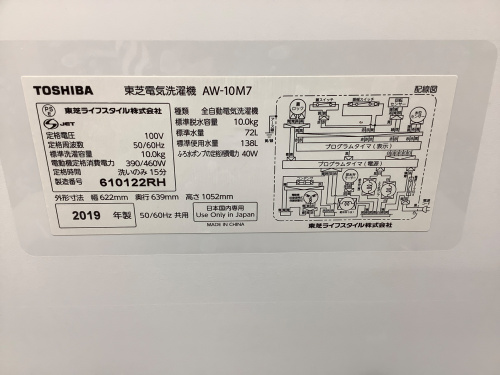 TOSHIBA 東芝電気洗濯機 AW-10M7 配線図
PS E
JET
東芝ライフスタイル株式会社
定格電圧 100V
定格周波数 50/60Hz
標準洗濯容量 10.0kg
電動機定格消費電力 390/460W
定格時間 洗いのみ 15分
製造番号 610122RH
種類 全自動電気洗濯機
標準脱水容量 10.0kg
標準水量 72L
標準使用水量 138L
ふろ水ポンプの定格消費電力 40W
外形寸法 幅 622mm 奥行 639mm 高さ 1052mm
2019 年製 50/60Hz 共用
日本国内専用
Use Only in Japan
MADE IN CHINA
プログラムタイマ (表示)
プログラムタイマ (電源)
東芝ライフスタイル株式会社